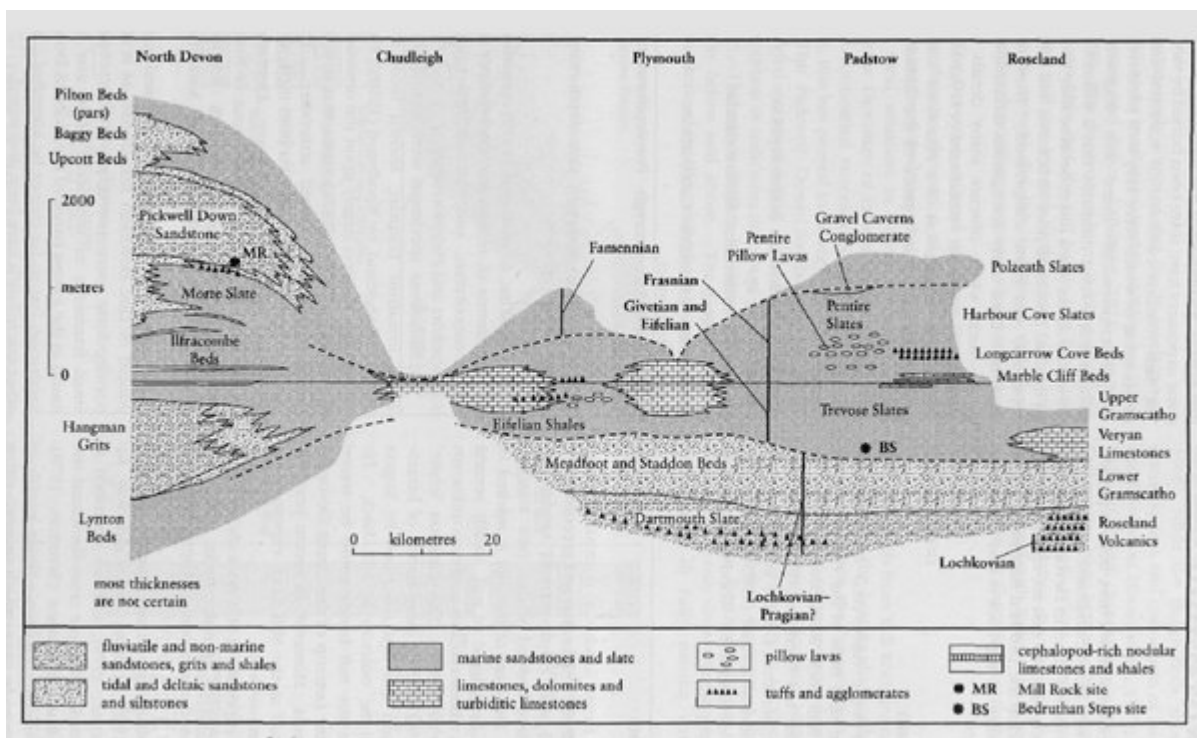 North Devon
Chudleigh
Plymouth
Padstow
Roseland
Pilton Beds
(pars)
Baggy Beds
Upcott Beds
2000
metres
0
Pickwell Down
Sandstone
MR
Morte Slate
Ilfracombe
Beds
Hangman
Grits
Lynton
Beds
most thicknesses
are not certain
0 kilometres 20
Famennian
Frasnian
Givetian and
Eifelian
Pentire
Pillow Lavas
Gravel Caverns
Conglomerate
Pentire
Slates
Polzeath Slates
Harbour Cove Slates
Longcarrow Cove Beds
Marble Cliff Beds
Trevose Slates
Eifelian Shales
BS
Meadfoot and Staddon Beds
Dartmouth Slate
Upper
Gramscatho
Veryan
Limestones
Lower
Gramscatho
Roseland
Volcanics
Lochkovian
Lochkovian–
Pragian?
fluviatile and non-marine
sandstones, grits and shales
tidal and deltaic sandstones
and siltstones
marine sandstones and slate
limestones, dolomites and
turbiditic limestones
pillow lavas
tuffs and agglomerates
cephalopod-rich nodular
limestones and shales
MR Mill Rock site
BS Bedruthan Steps site